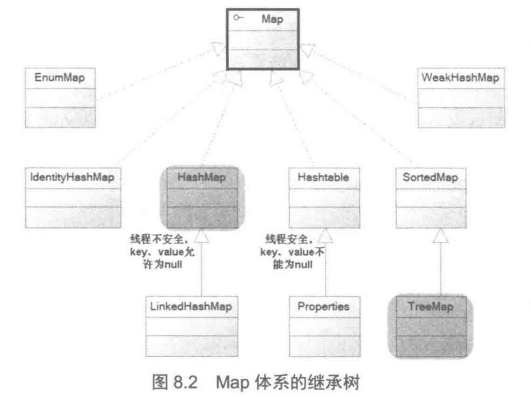 Map
EnumMap
WeakHashMap
IdentityHashMap
HashMap
Hashtable
SortedMap
线程不安全,
key、value允
许为null
线程安全,
key、value不
能为null
LinkedHashMap
Properties
TreeMap
图 8.2 Map 体系的继承树